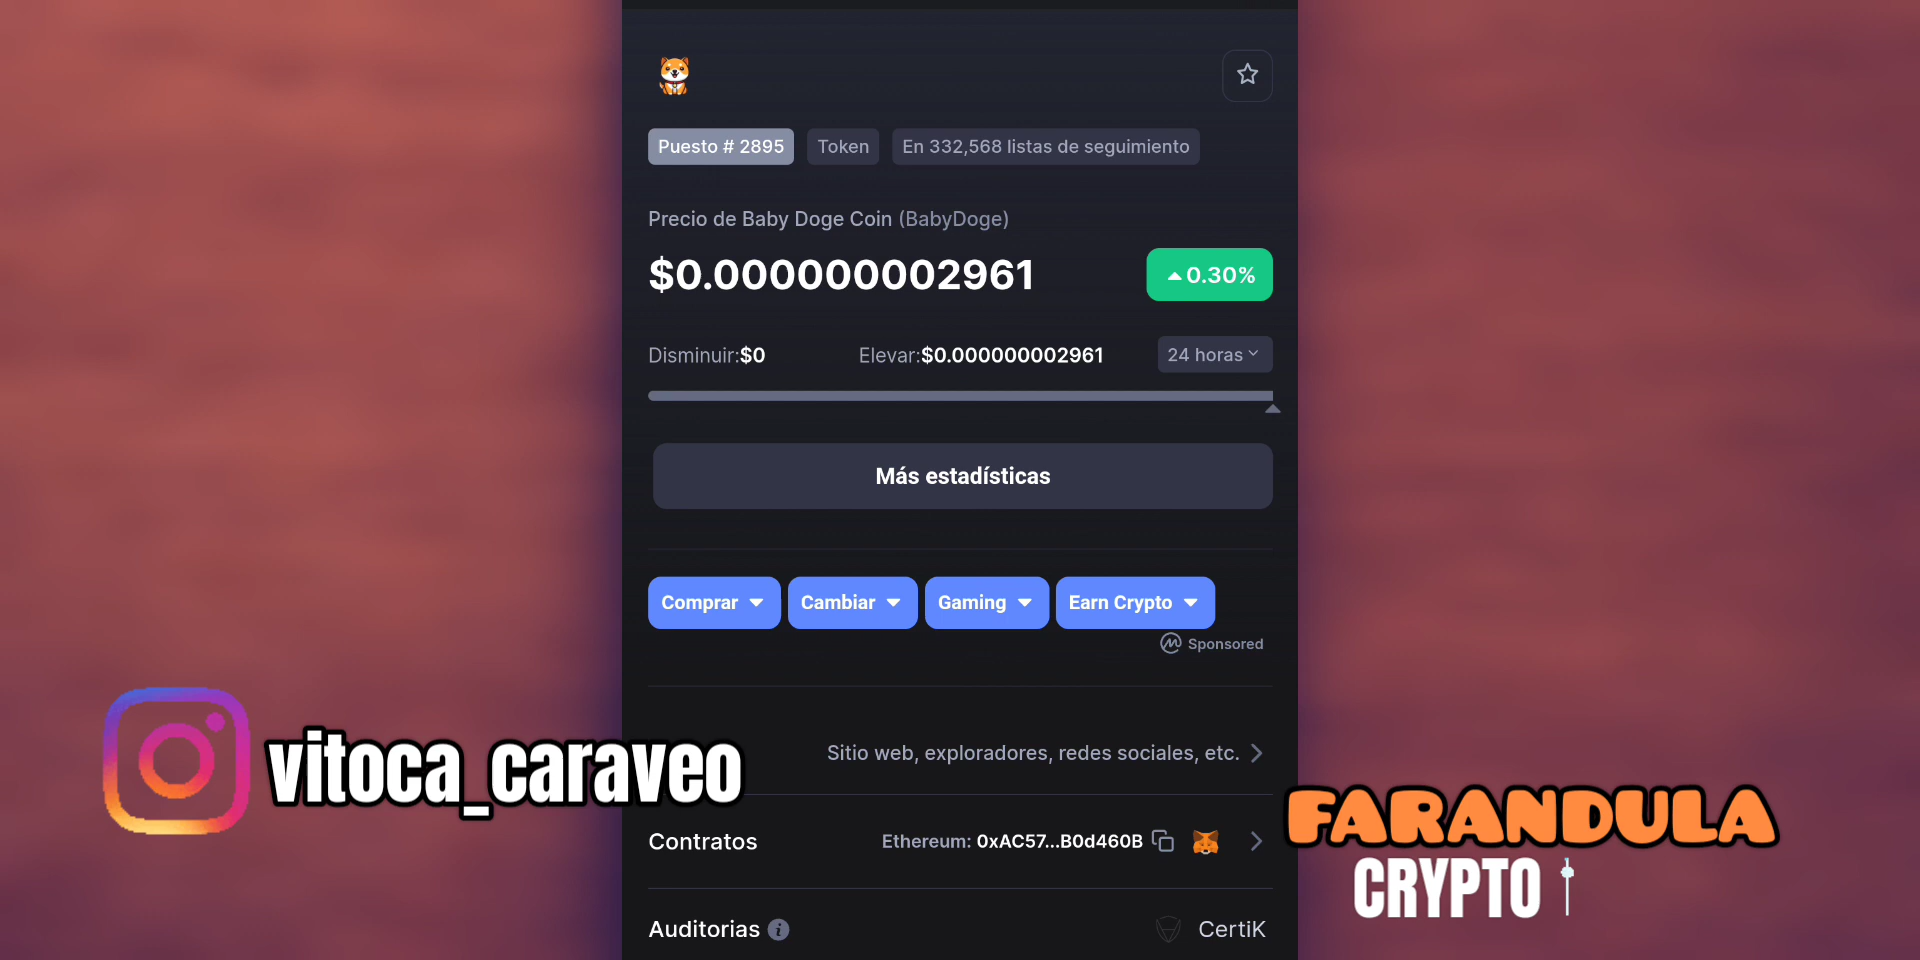 Puesto # 2895
Token
En 332,568 listas de seguimiento
Precio de Baby Doge Coin (BabyDoge)
$0.000000002961
0.30%
Disminuir:$0
Elevar:$0.000000002961
24 horas
Más estadísticas
Comprar
Cambiar
Gaming
Earn Crypto
Sponsored
vitoca_caraveo
Sitio web, exploradores, redes sociales, etc.
Contratos
Ethereum: 0xAC57...B0d460B
FARANDULA
CRYPTO
Auditorias
CertiK